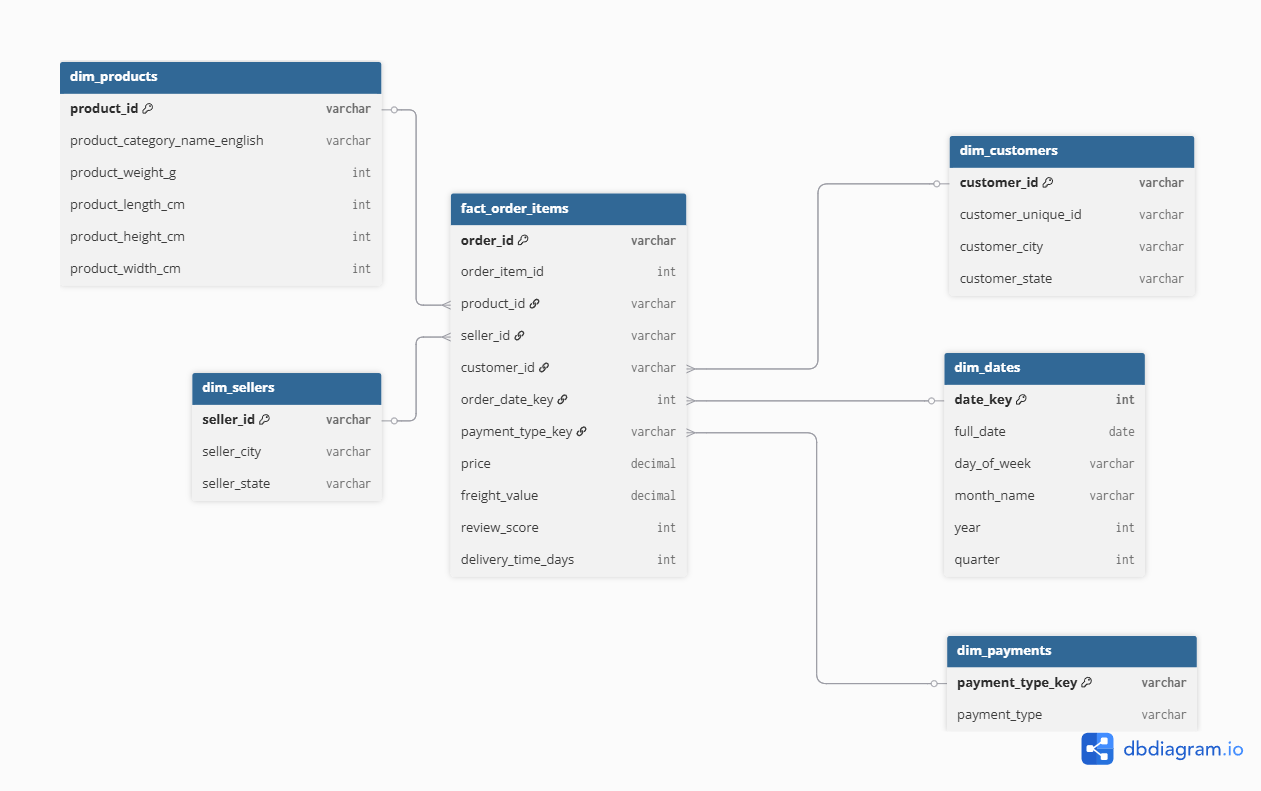 dim_products
product_id varchar
product_category_name_english varchar
product_weight_g int
product_length_cm int
product_height_cm int
product_width_cm int
dim_sellers
seller_id varchar
seller_city varchar
seller_state varchar
fact_order_items
order_id varchar
order_item_id int
product_id varchar
seller_id varchar
customer_id varchar
order_date_key int
payment_type_key varchar
price decimal
freight_value decimal
review_score int
delivery_time_days int
dim_customers
customer_id varchar
customer_unique_id varchar
customer_city varchar
customer_state varchar
dim_dates
date_key int
full_date date
day_of_week varchar
month_name varchar
year int
quarter int
dim_payments
payment_type_key varchar
payment_type varchar
dbdiagram.io